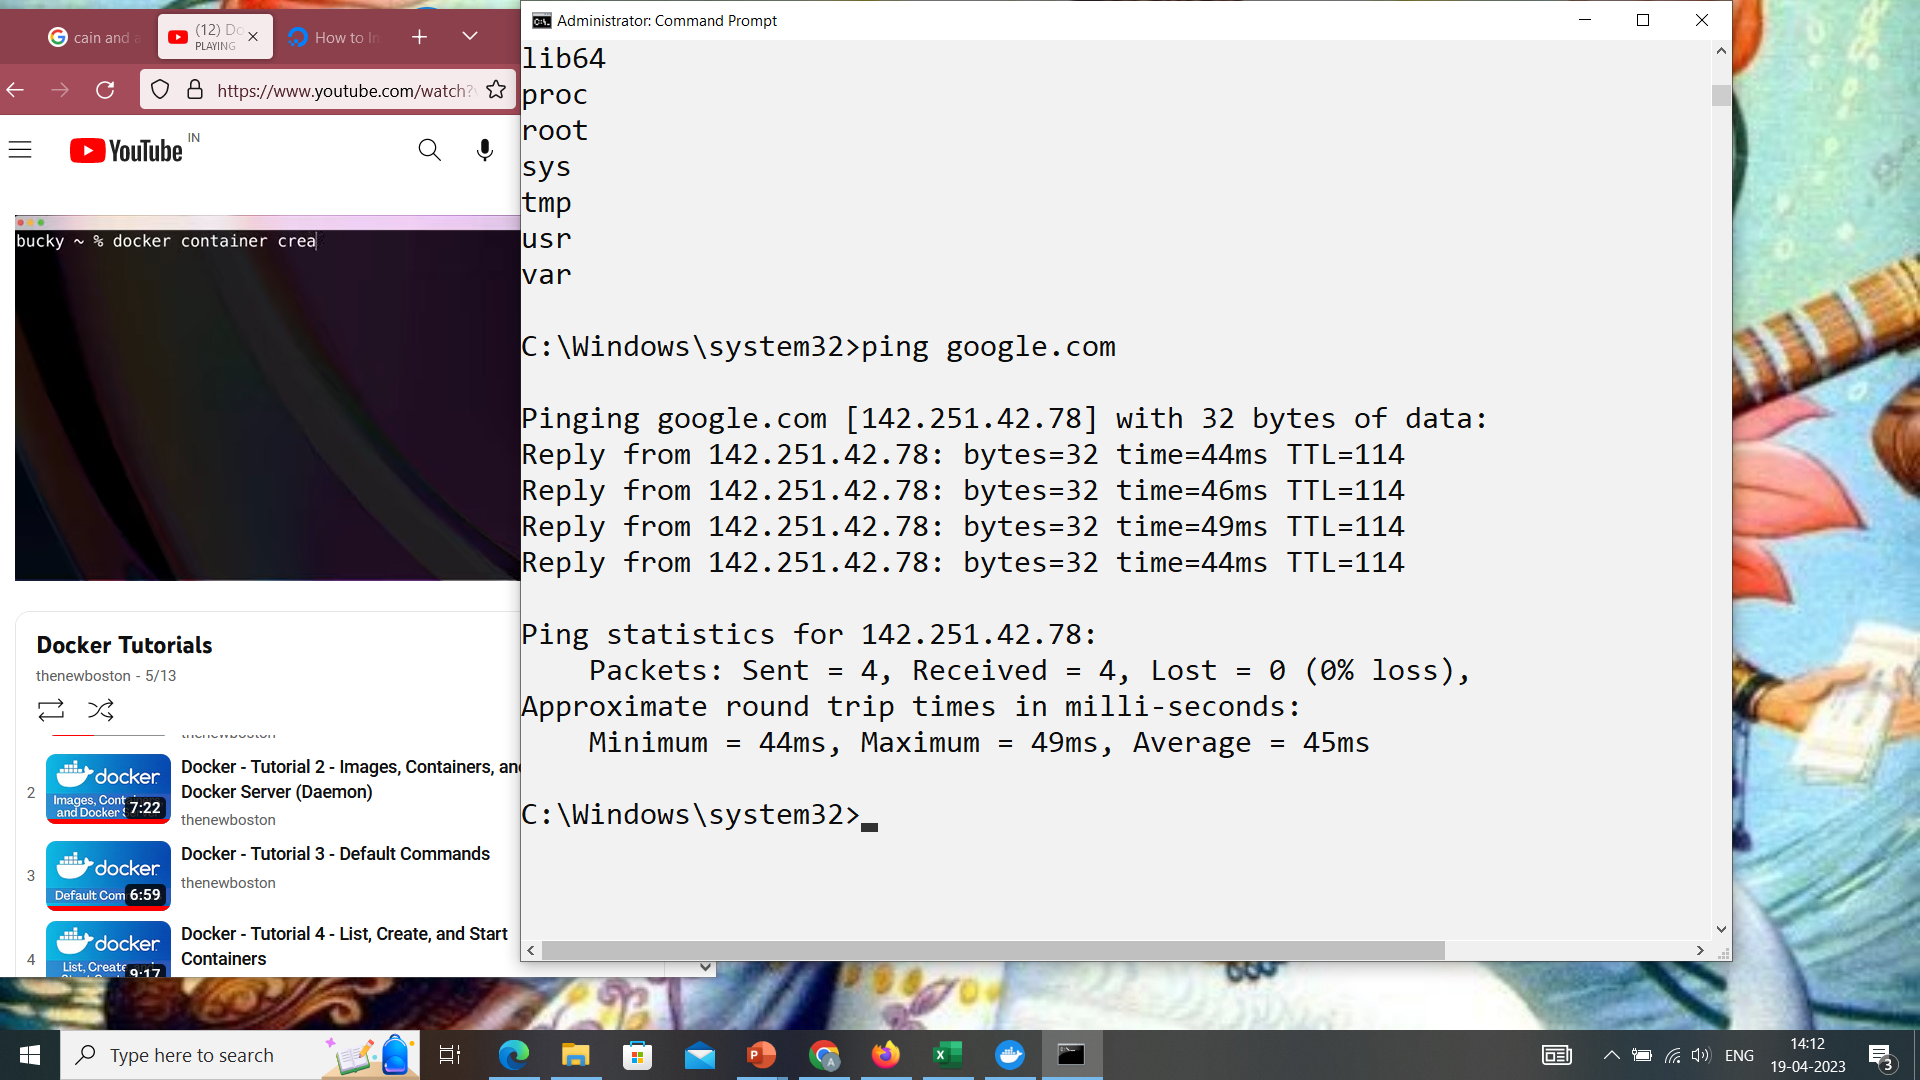 cain and a
(12) Do
PLAYING
How to In
https://www.youtube.com/watch?
YouTube IN
bucky ~ % docker container crea
Docker Tutorials
thenewboston - 5/13
thenewboston
2
docker
Images, Cont
and Docker S
7:22
Docker - Tutorial 2 - Images, Containers, and
Docker Server (Daemon)
thenewboston
3
docker
Default Com
6:59
Docker - Tutorial 3 - Default Commands
thenewboston
4
docker
List, Create
9:17
Docker - Tutorial 4 - List, Create, and Start
Containers
Administrator: Command Prompt
lib64
proc
root
sys
tmp
usr
var
C:\Windows\system32>ping google.com
Pinging google.com [142.251.42.78] with 32 bytes of data:
Reply from 142.251.42.78: bytes=32 time=44ms TTL=114
Reply from 142.251.42.78: bytes=32 time=46ms TTL=114
Reply from 142.251.42.78: bytes=32 time=49ms TTL=114
Reply from 142.251.42.78: bytes=32 time=44ms TTL=114
Ping statistics for 142.251.42.78:
    Packets: Sent = 4, Received = 4, Lost = 0 (0% loss),
Approximate round trip times in milli-seconds:
    Minimum = 44ms, Maximum = 49ms, Average = 45ms
C:\Windows\system32>
Type here to search
ENG
14:12
19-04-2023
3